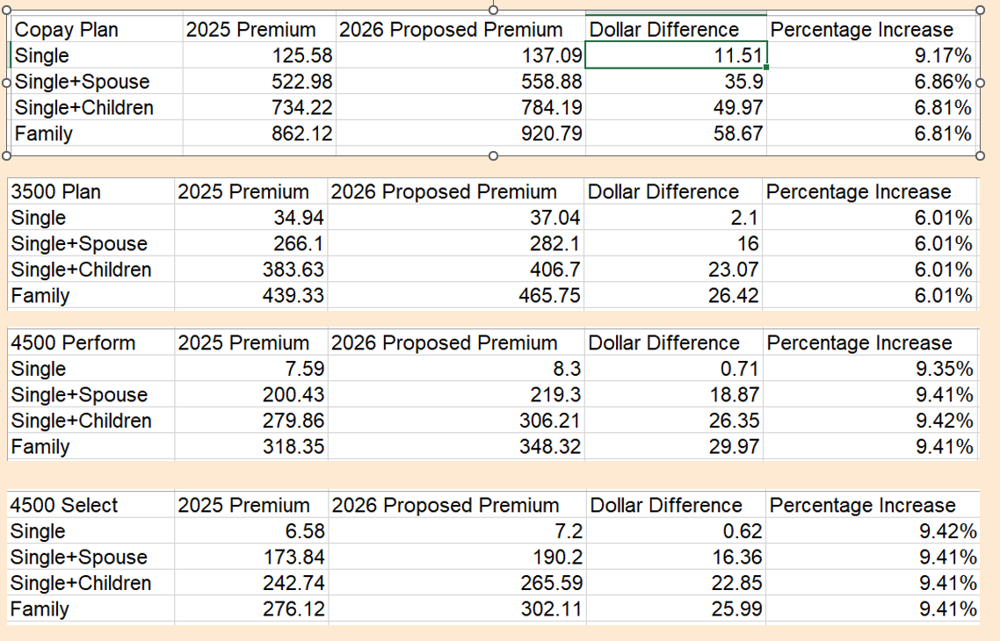 Copay Plan 2025 Premium 2026 Proposed Premium Dollar Difference Percentage Increase
Single 125.58 137.09 11.51 9.17%
Single+Spouse 522.98 558.88 35.9 6.86%
Single+Children 734.22 784.19 49.97 6.81%
Family 862.12 920.79 58.67 6.81%
3500 Plan 2025 Premium 2026 Proposed Premium Dollar Difference Percentage Increase
Single 34.94 37.04 2.1 6.01%
Single+Spouse 266.1 282.1 16 6.01%
Single+Children 383.63 406.7 23.07 6.01%
Family 439.33 465.75 26.42 6.01%
4500 Perform 2025 Premium 2026 Proposed Premium Dollar Difference Percentage Increase
Single 7.59 8.3 0.71 9.35%
Single+Spouse 200.43 219.3 18.87 9.41%
Single+Children 279.86 306.21 26.35 9.42%
Family 318.35 348.32 29.97 9.41%
4500 Select 2025 Premium 2026 Proposed Premium Dollar Difference Percentage Increase
Single 6.58 7.2 0.62 9.42%
Single+Spouse 173.84 190.2 16.36 9.41%
Single+Children 242.74 265.59 22.85 9.41%
Family 276.12 302.11 25.99 9.41%